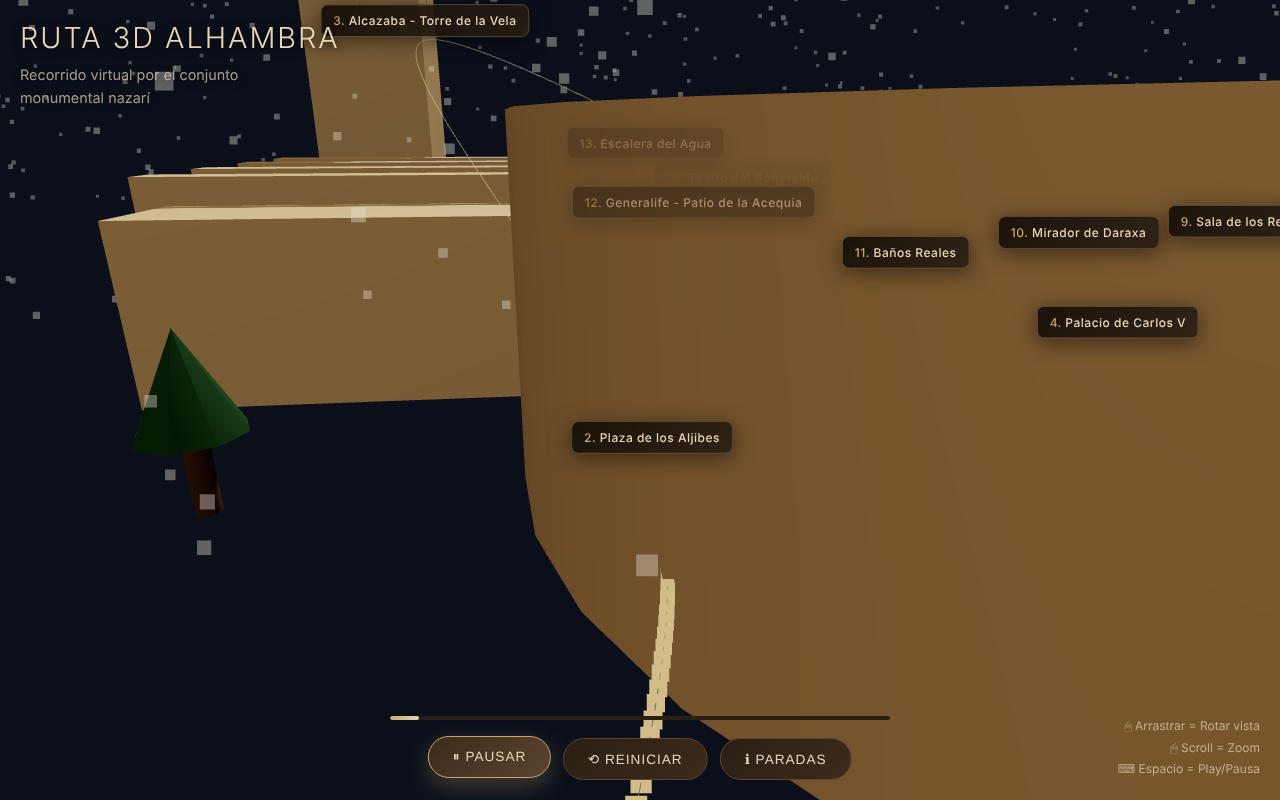 RUTA 3D ALHAMBRA
Recorrido virtual por el conjunto
monumental nazarí
3. Alcazaba - Torre de la Vela
13. Escalera del Agua
Teatro del Generalife
12. Generalife - Patio de la Acequia
9. Sala de los Re
10. Mirador de Daraxa
11. Baños Reales
4. Palacio de Carlos V
2. Plaza de los Aljibes
⏸ PAUSAR
⟲ REINICIAR
ℹ PARADAS
🖱 Arrastrar = Rotar vista
🖱 Scroll = Zoom
⌨ Espacio = Play/Pausa